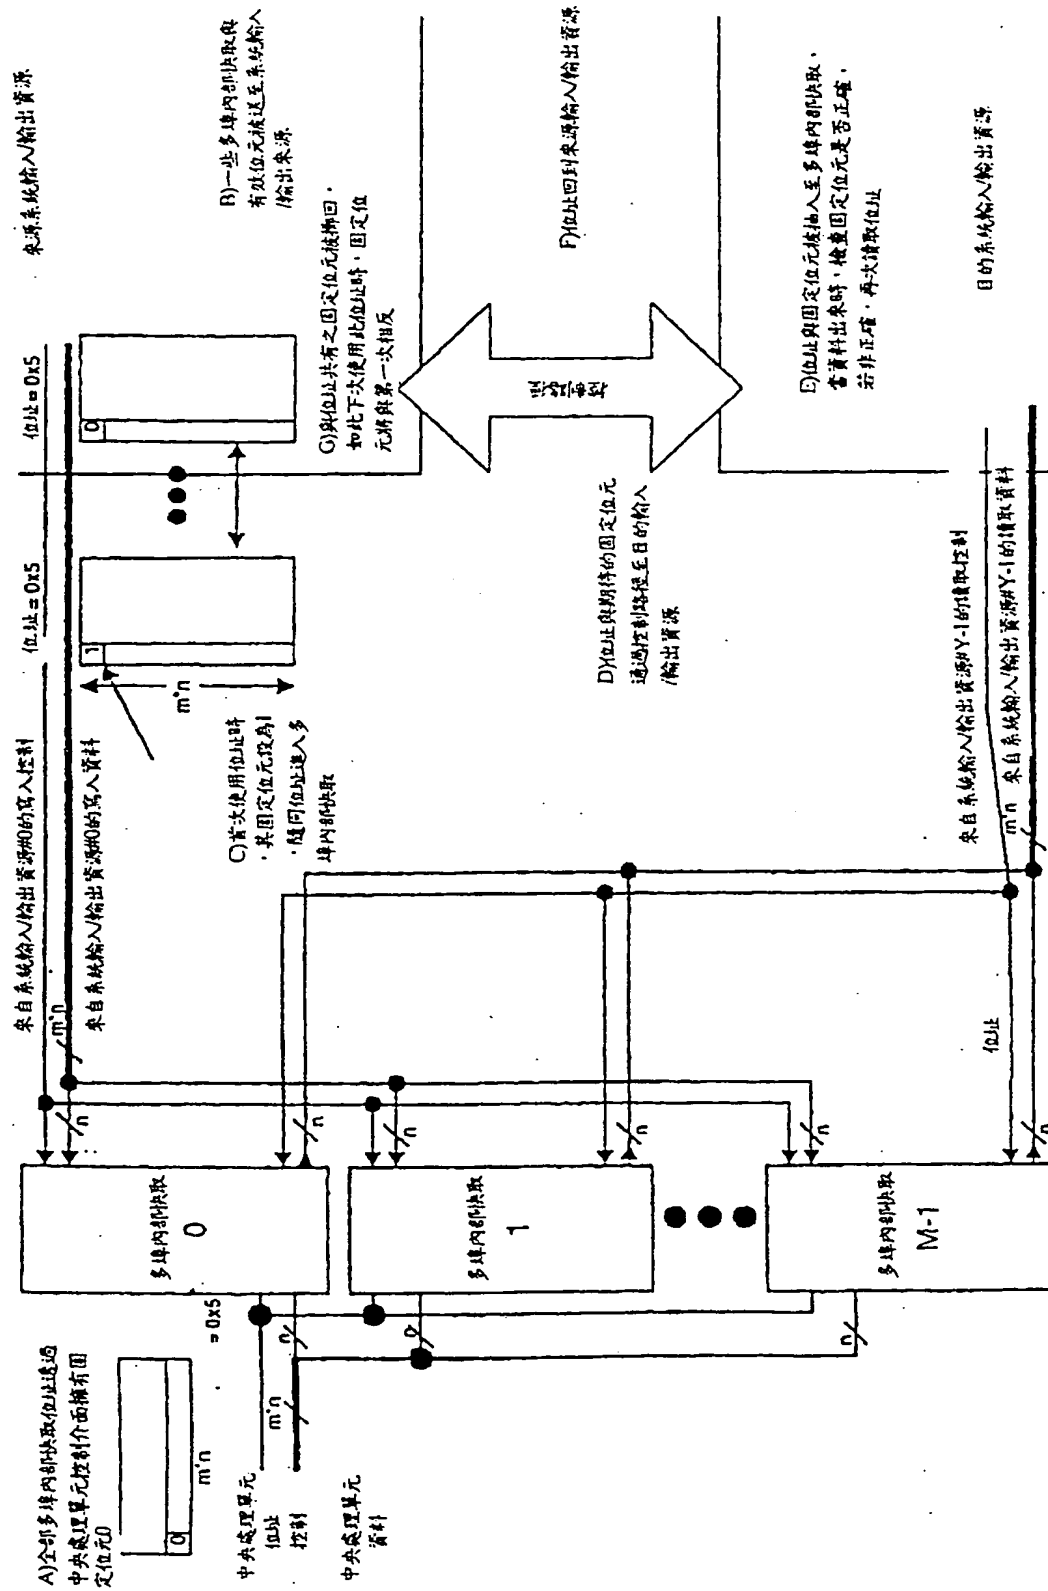 來源系統輸入/輸出資源
B)一些多埠內部快取與
有效位元被送至系統輸入
/輸出來源
F)位址回到來源輸入/輸出資源
E)位址與固定位元被抽入至多埠內部快取，
當資料出來時，檢查固定位元是否正確，
若非正確，再次讀取位址
目的系統輸入/輸出資源
位址=0x5
0
G)與位址共有之固定位元被挪回，
如此下次使用此位址時，固定位
元將與第一次相反
位址=0x5
1
m*n
D)位址與期待的固定位元
通過控制路徑至目的輸入
/輸出資源
來自系統輸入/輸出資源#0的寫入控制
來自系統輸入/輸出資源#0的寫入資料
m*n
C)首次使用位址時
，其固定位元設為1
，隨同位址進入多
埠內部快取
來自系統輸入/輸出資源#Y-1的讀取控制
來自系統輸入/輸出資源#Y-1的讀取資料
m*n
位址
n
n
n
n
n
n
多埠內部快取
0
多埠內部快取
1
多埠內部快取
M-1
=0x5
n
n
n
m*n
A)全部多埠內部快取位址透過
中央處理單元控制介面擁有固
定位元0
0
m*n
中央處理單元
位址
控制
中央處理單元
資料